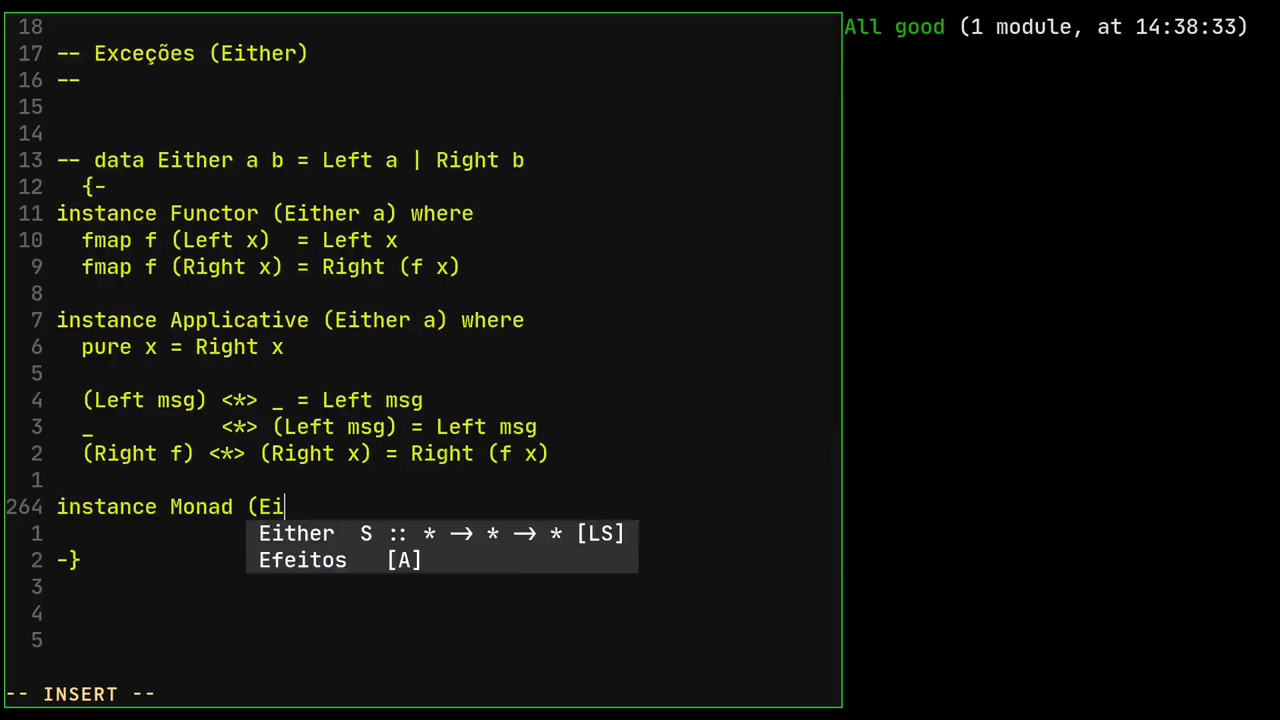 18
17 -- Exceções (Either)
16 --
15
14
13 -- data Either a b = Left a | Right b
12   {-
11 instance Functor (Either a) where
10   fmap f (Left x)  = Left x
9   fmap f (Right x) = Right (f x)
8
7 instance Applicative (Either a) where
6   pure x = Right x
5
4   (Left msg) <*> _ = Left msg
3   _          <*> (Left msg) = Left msg
2   (Right f) <*> (Right x) = Right (f x)
1
264 instance Monad (Ei
1 Either  S :: * → * → * [LS]
2 -} Efeitos   [A]
3
4
5
-- INSERT --
All good (1 module, at 14:38:33)